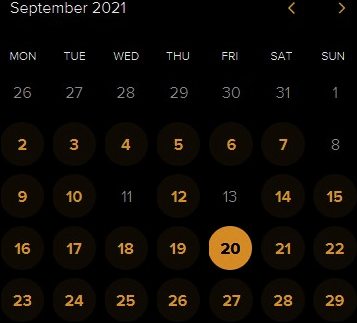 September 2021
MON TUE WED THU FRI SAT SUN
26 27 28 29 30 31 1
2 3 4 5 6 7 8
9 10 11 12 13 14 15
16 17 18 19 20 21 22
23 24 25 26 27 28 29